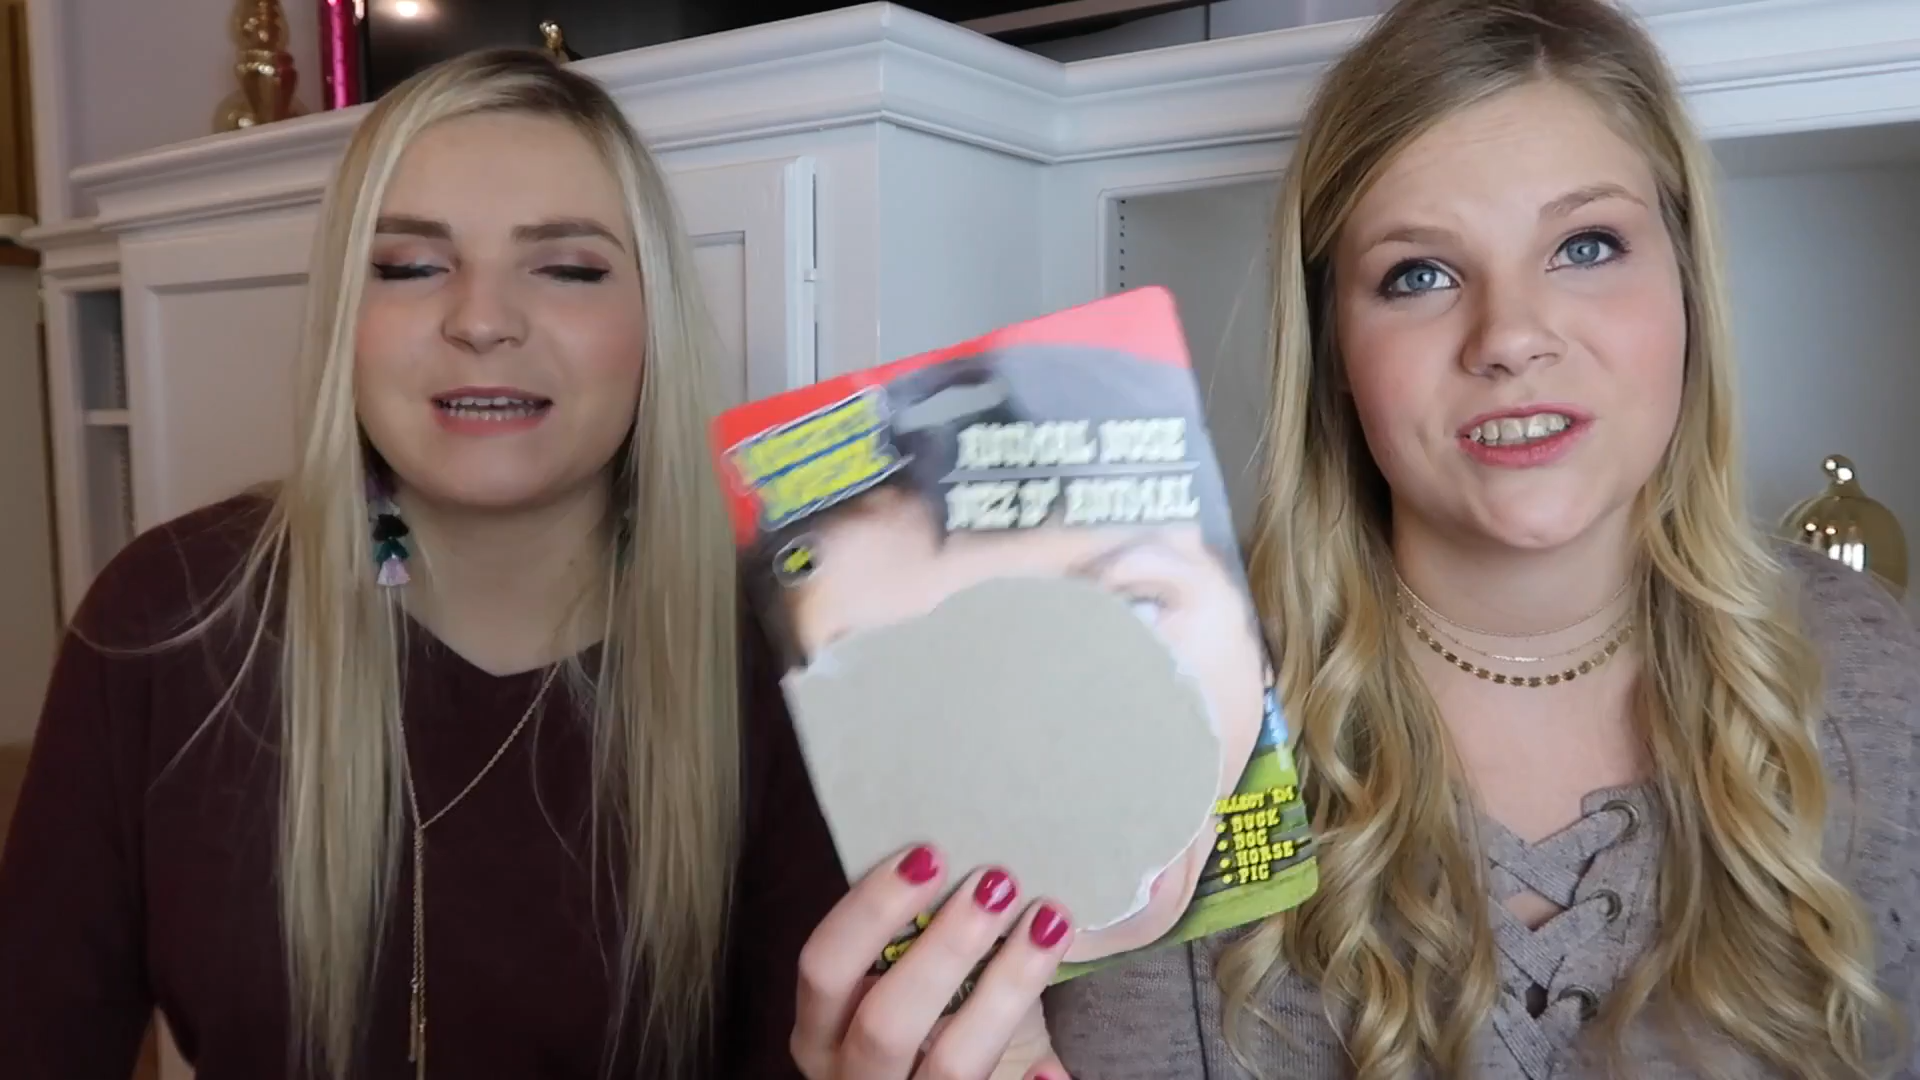 ANIMAL NOSE
NEZ D' ANIMAL
COLLECT 'EM
• DUCK
• DOG
• HORSE
• PIG